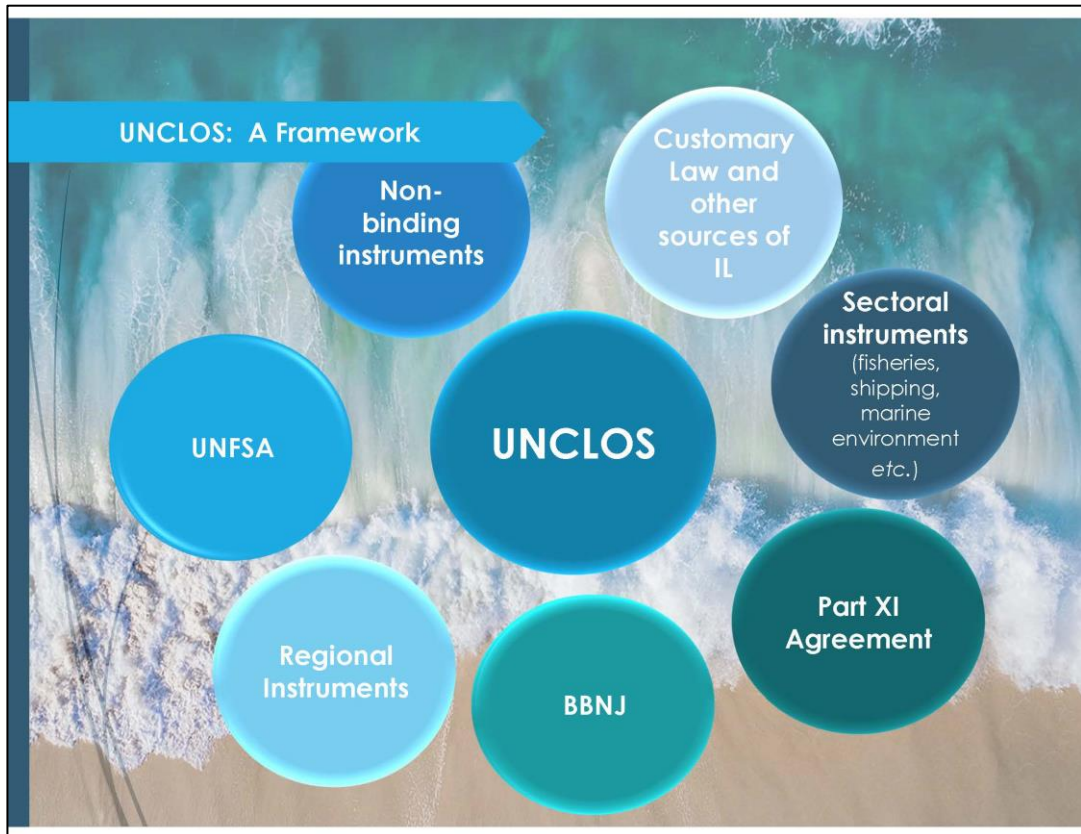 UNCLOS: A Framework
Non-
binding
instruments
Customary
Law and
other
sources of
IL
Sectoral
instruments
(fisheries,
shipping,
marine
environment
etc.)
UNFSA
UNCLOS
Part XI
Agreement
Regional
Instruments
BBNJ